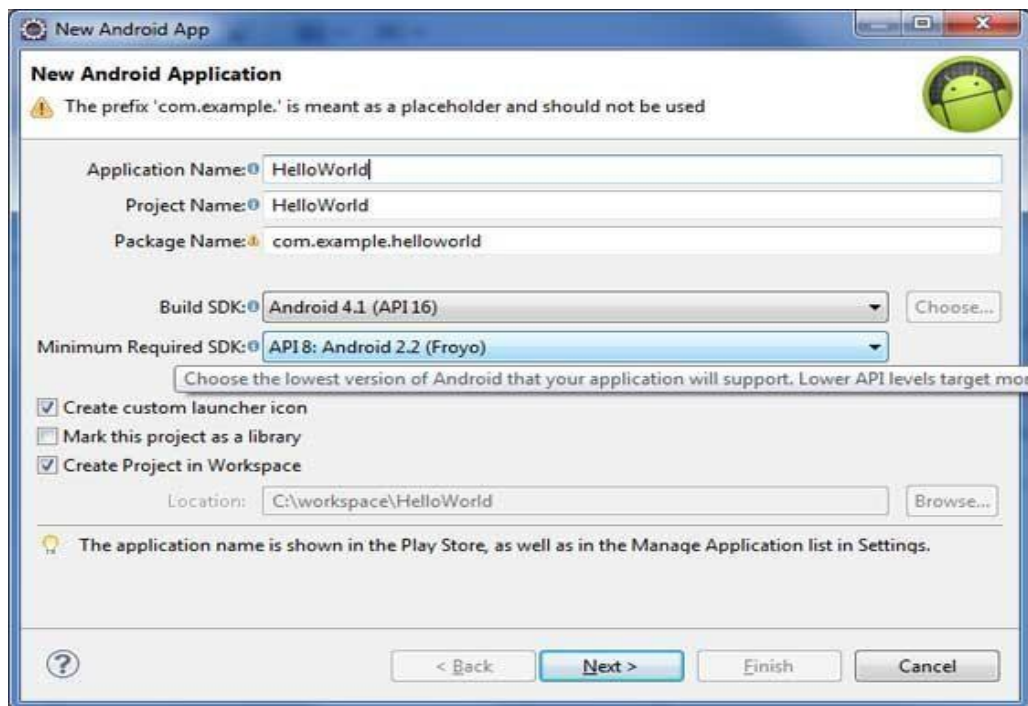 New Android App
New Android Application
The prefix 'com.example.' is meant as a placeholder and should not be used
Application Name: HelloWorld
Project Name: HelloWorld
Package Name: com.example.helloworld
Build SDK: Android 4.1 (API 16) Choose...
Minimum Required SDK: API 8: Android 2.2 (Froyo)
Choose the lowest version of Android that your application will support. Lower API levels target
Create custom launcher icon
Mark this project as a library
Create Project in Workspace
Location: C:\workspace\HelloWorld Browse...
The application name is shown in the Play Store, as well as in the Manage Application list in Settings.
? < Back Next > Finish Cancel